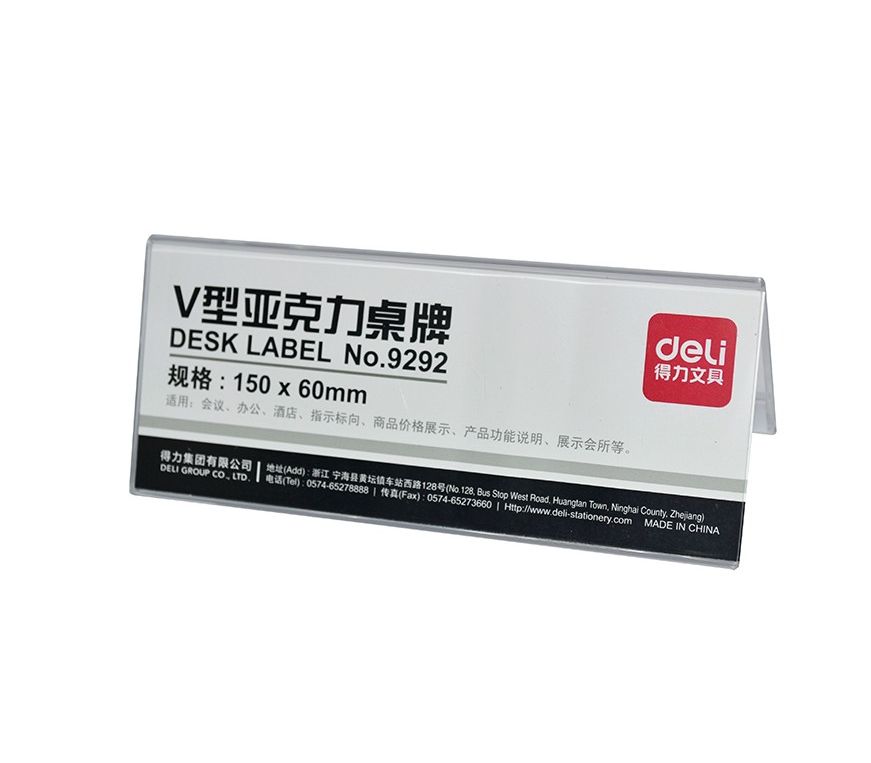 V型亚克力桌牌
DESK LABEL No.9292
规格 : 150 x 60mm
适用: 会议、办公、酒店、指示标向、商品价格展示、产品功能说明、展示会所等。
deli
得力文具
得力集团有限公司
DELI GROUP CO., LTD.
地址(Add) : 浙江 宁海县黄坛镇车站西路128号(No.128, Bus Stop West Road, Huangtan Town, Ninghai County, Zhejiang)
电话(Tel) : 0574-65278888 | 传真(Fax) : 0574-65273660 | Http://www.deli-stationery.com MADE IN CHINA